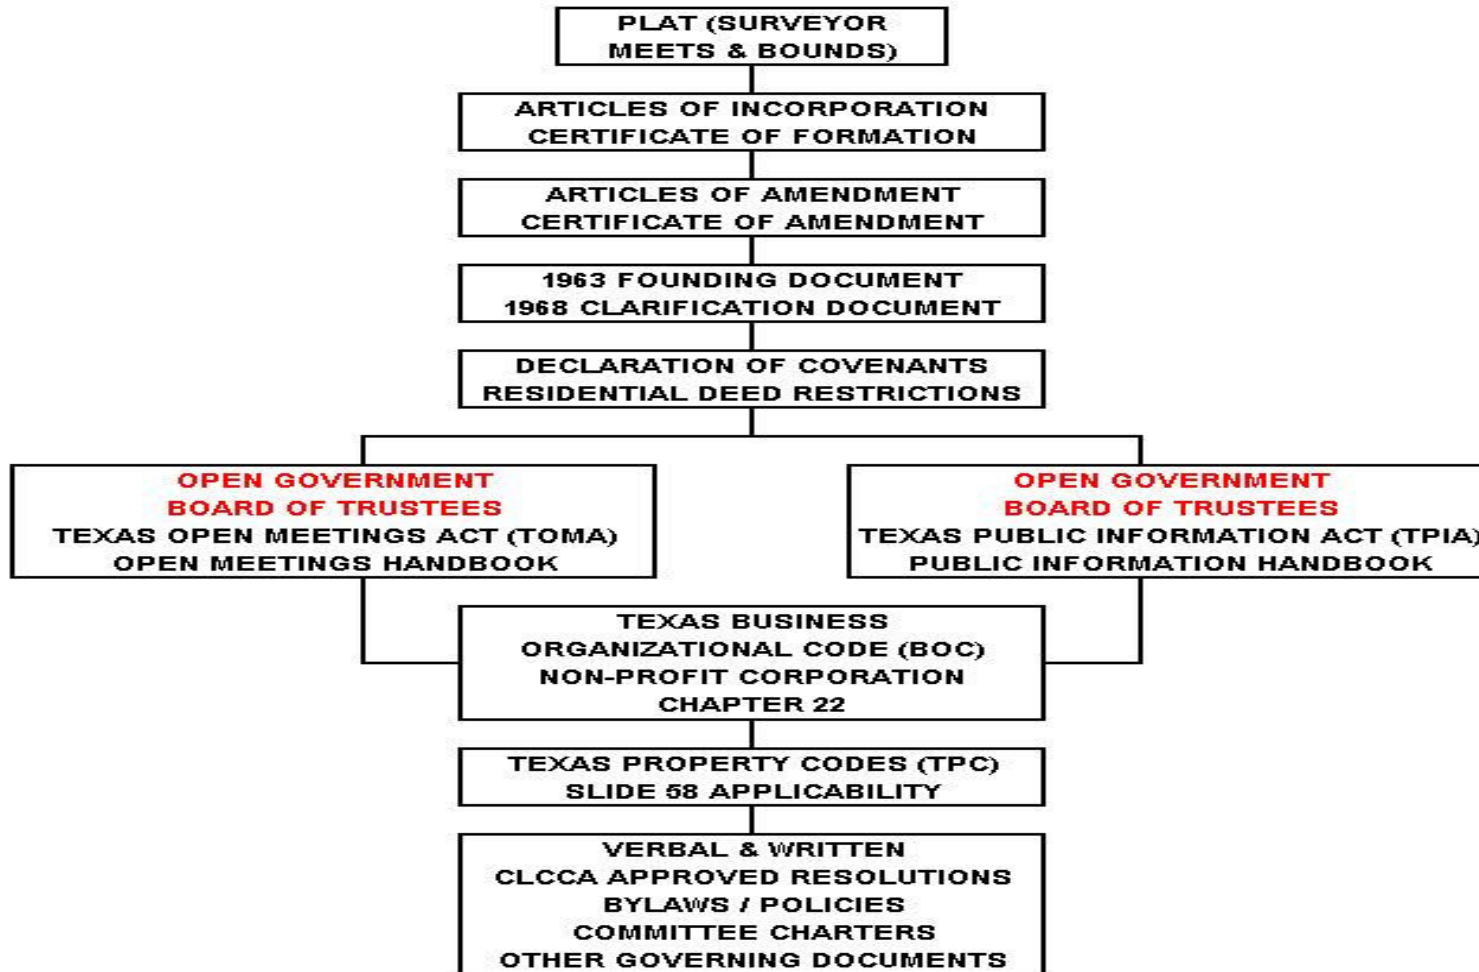 PLAT (SURVEYOR
MEETS & BOUNDS)
ARTICLES OF INCORPORATION
CERTIFICATE OF FORMATION
ARTICLES OF AMENDMENT
CERTIFICATE OF AMENDMENT
1963 FOUNDING DOCUMENT
1968 CLARIFICATION DOCUMENT
DECLARATION OF COVENANTS
RESIDENTIAL DEED RESTRICTIONS
OPEN GOVERNMENT
BOARD OF TRUSTEES
TEXAS OPEN MEETINGS ACT (TOMA)
OPEN MEETINGS HANDBOOK
OPEN GOVERNMENT
BOARD OF TRUSTEES
TEXAS PUBLIC INFORMATION ACT (TPIA)
PUBLIC INFORMATION HANDBOOK
TEXAS BUSINESS
ORGANIZATIONAL CODE (BOC)
NON-PROFIT CORPORATION
CHAPTER 22
TEXAS PROPERTY CODES (TPC)
SLIDE 58 APPLICABILITY
VERBAL & WRITTEN
CLCCA APPROVED RESOLUTIONS
BYLAWS / POLICIES
COMMITTEE CHARTERS
OTHER GOVERNING DOCUMENTS